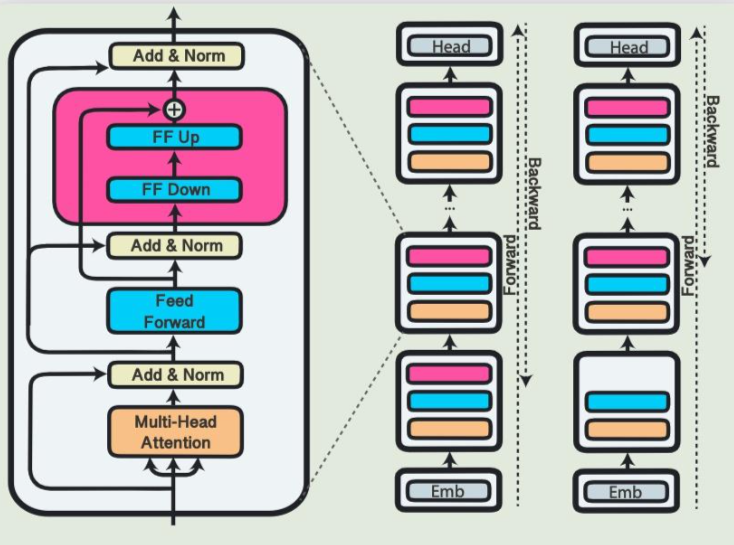 Add & Norm
FF Up
FF Down
Add & Norm
Feed
Forward
Add & Norm
Multi-Head
Attention
Head
...
Emb
Backward
Forward
Head
...
Emb
Backward
Forward